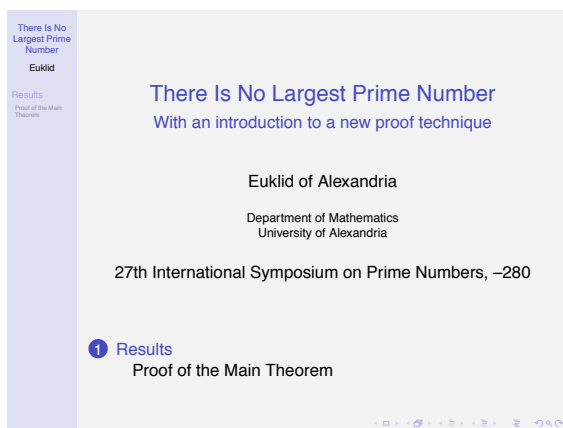 There Is No
Largest Prime
Number
Euklid
Results
Proof of the Main
Theorem
There Is No Largest Prime Number
With an introduction to a new proof technique
Euklid of Alexandria
Department of Mathematics
University of Alexandria
27th International Symposium on Prime Numbers, –280
1 Results
Proof of the Main Theorem